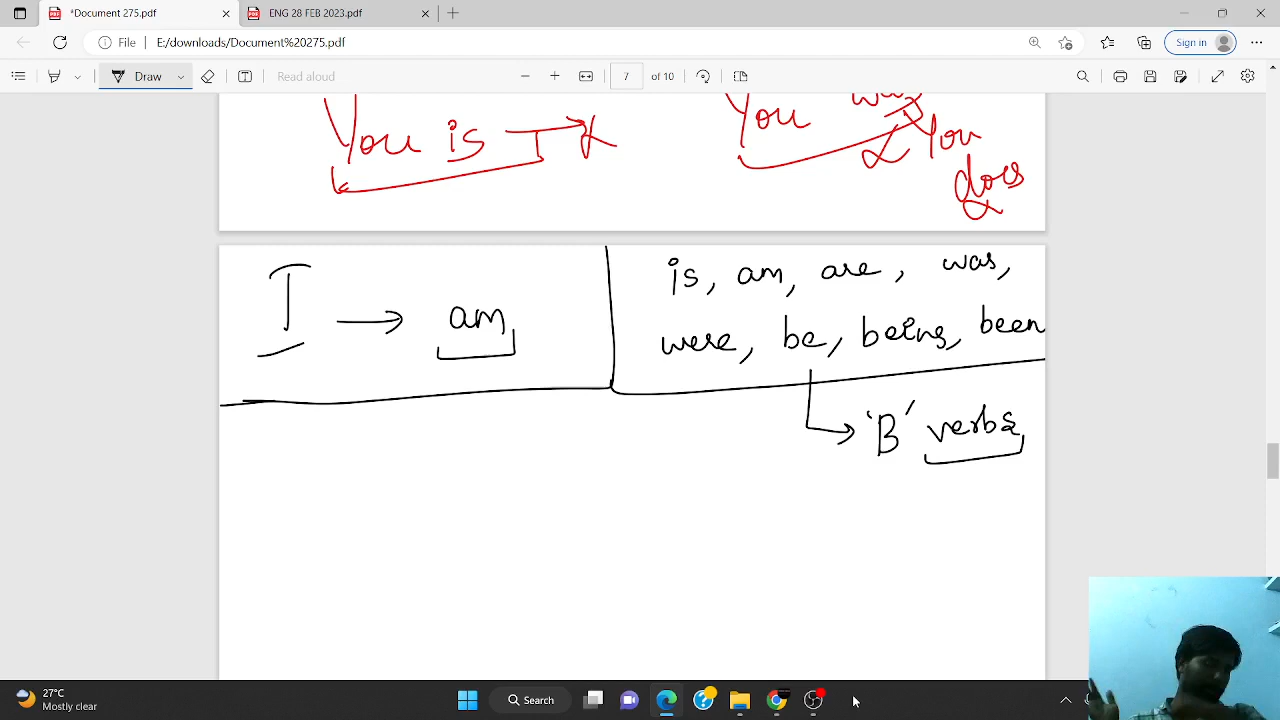 *Document 275.pdf
ENG 28 FEB 2023.pdf
File E:/downloads/Document%20275.pdf
Sign in
Draw
Read aloud
7 of 10
You is
You was
You
does
I → am
is, am, are, was,
were, be, being, been
'B' verbs
27°C
Mostly Clear
Search